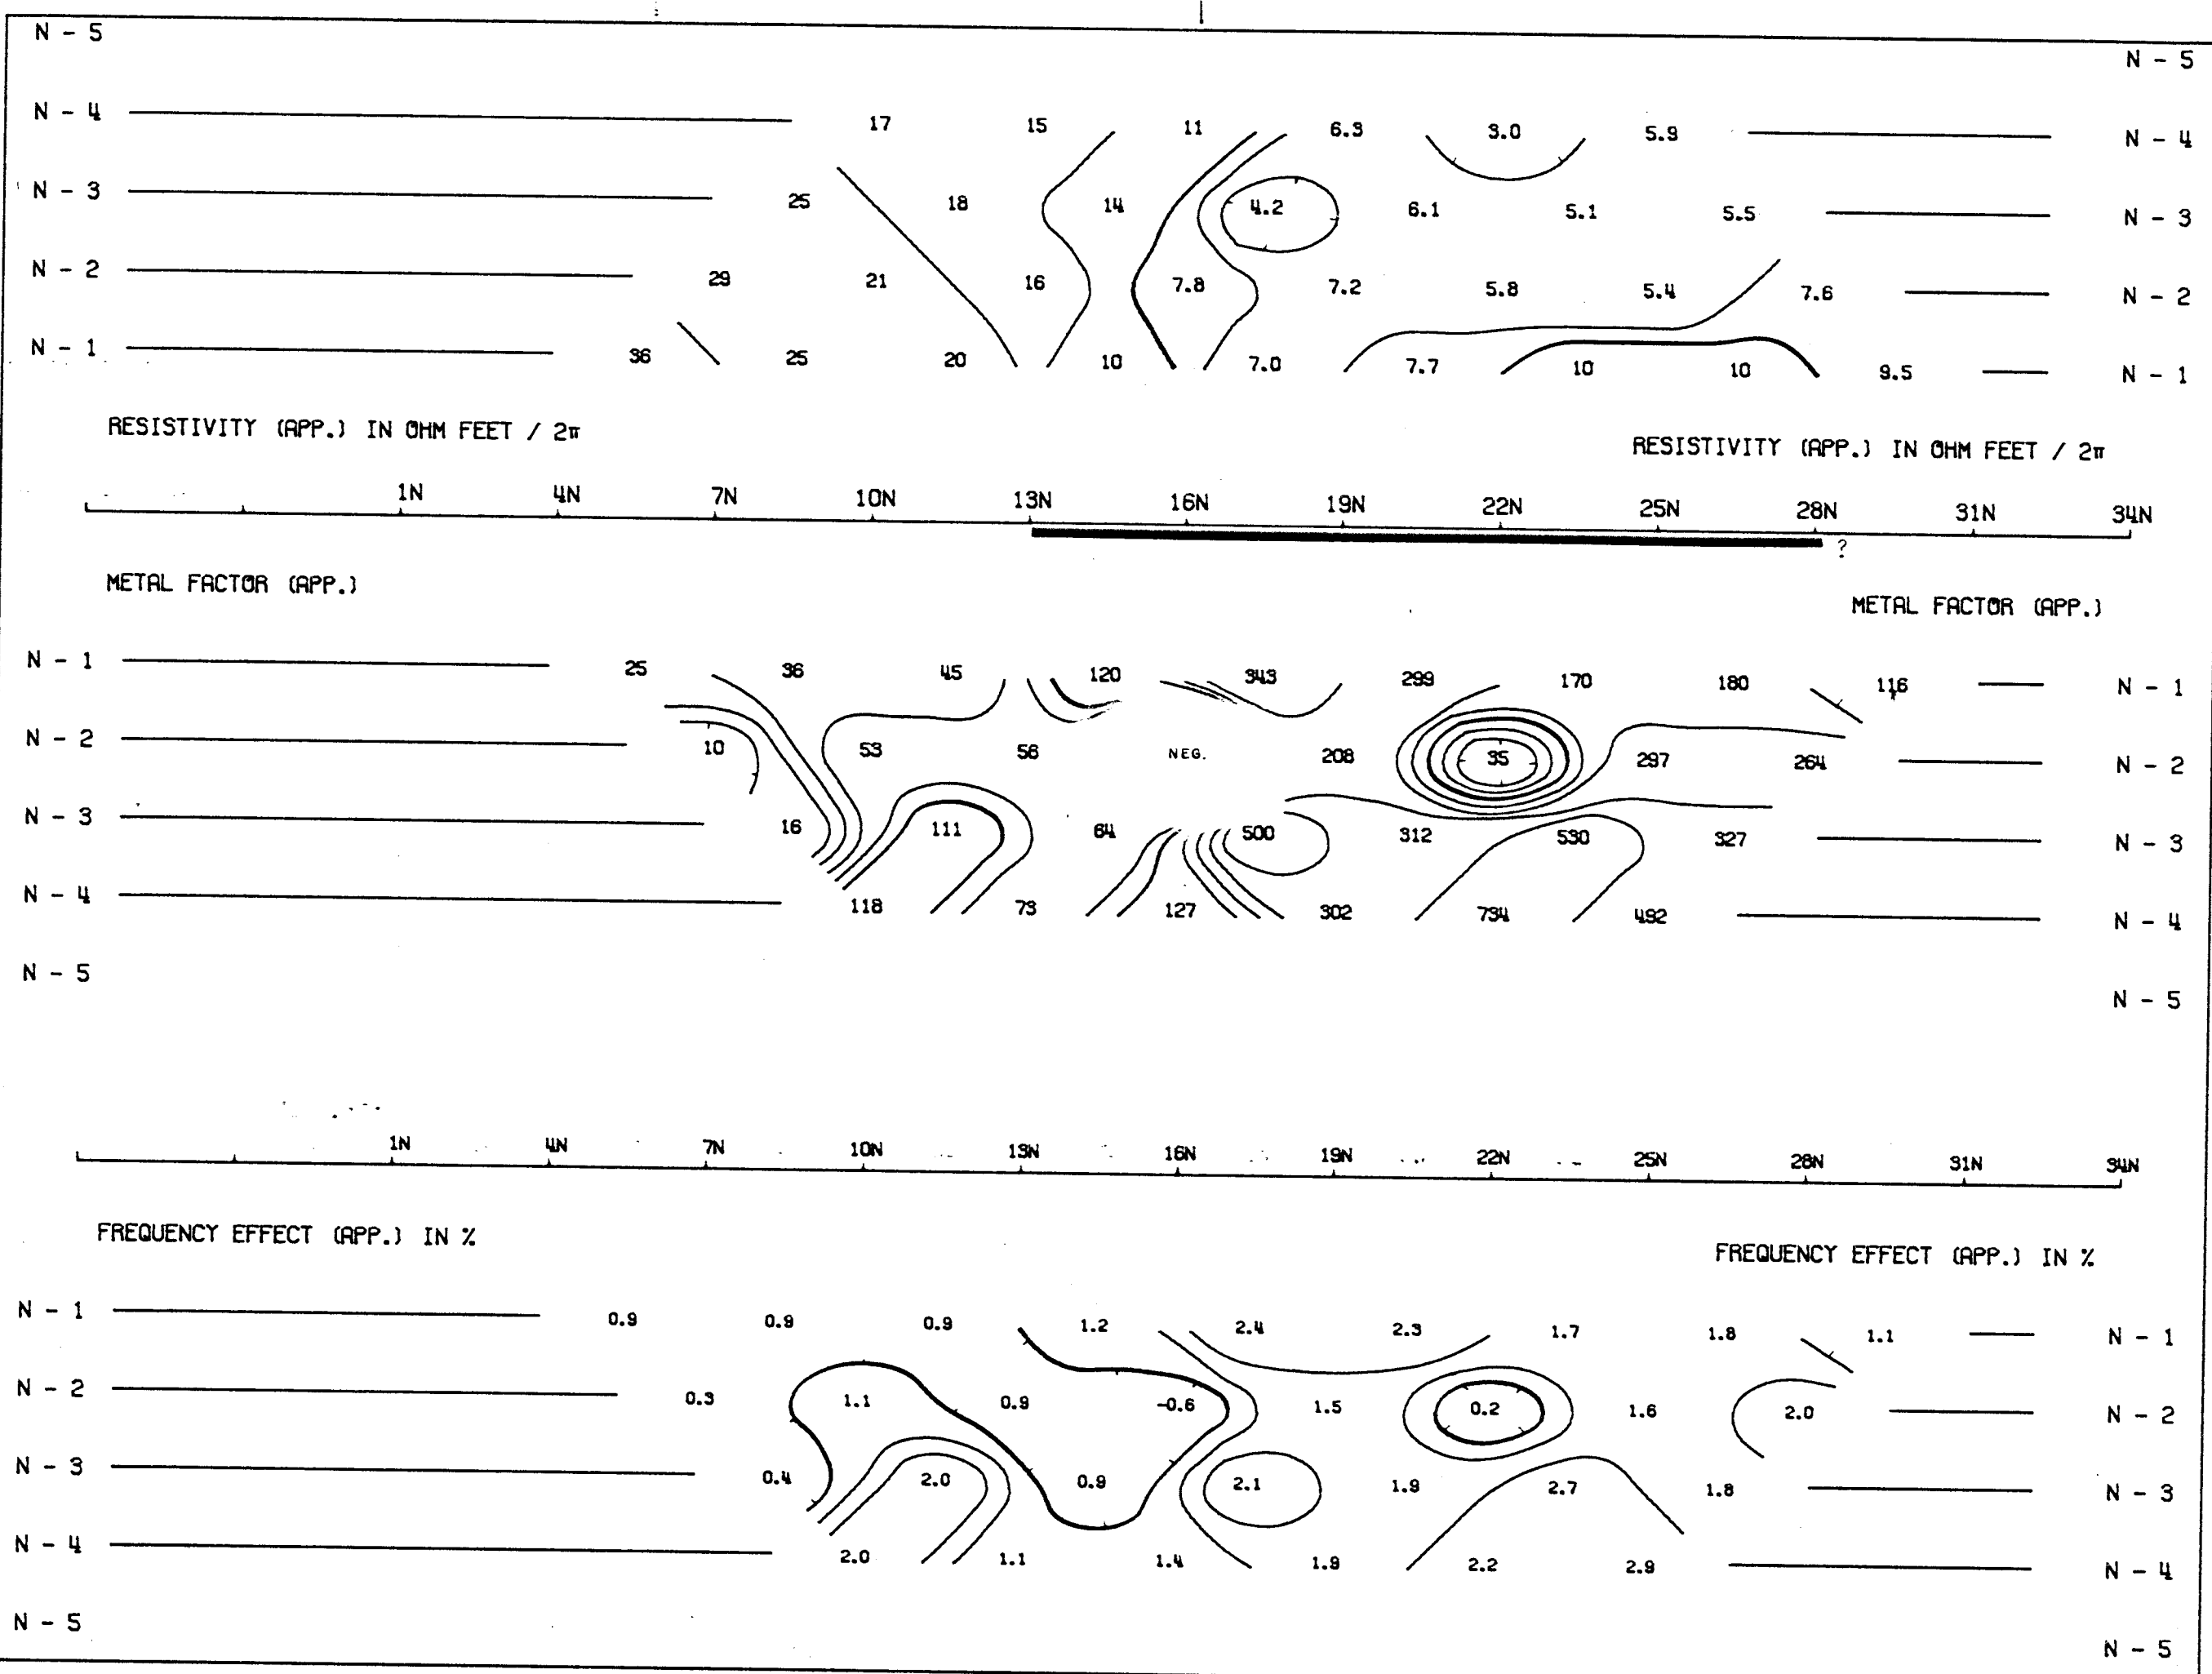 N - 5 N - 5
N - 4 17 15 11 6.3 3.0 5.9 N - 4
N - 3 25 18 14 4.2 6.1 5.1 5.5 N - 3
N - 2 29 21 16 7.8 7.2 5.8 5.4 7.6 N - 2
N - 1 36 25 20 10 7.0 7.7 10 10 9.5 N - 1
RESISTIVITY (APP.) IN OHM FEET / 2π RESISTIVITY (APP.) IN OHM FEET / 2π
1N 4N 7N 10N 13N 16N 19N 22N 25N 28N 31N 34N
?
METAL FACTOR (APP.) METAL FACTOR (APP.)
N - 1 25 36 45 120 343 299 170 180 116 N - 1
N - 2 10 53 56 NEG. 208 35 297 264 N - 2
N - 3 16 111 64 500 312 530 327 N - 3
N - 4 118 73 127 302 734 492 N - 4
N - 5 N - 5
1N 4N 7N 10N 13N 16N 19N 22N 25N 28N 31N 34N
FREQUENCY EFFECT (APP.) IN % FREQUENCY EFFECT (APP.) IN %
N - 1 0.9 0.9 0.9 1.2 2.4 2.3 1.7 1.8 1.1 N - 1
N - 2 0.3 1.1 0.9 -0.6 1.5 0.2 1.6 2.0 N - 2
N - 3 0.4 2.0 0.9 2.1 1.9 2.7 1.8 N - 3
N - 4 2.0 1.1 1.4 1.9 2.2 2.9 N - 4
N - 5 N - 5